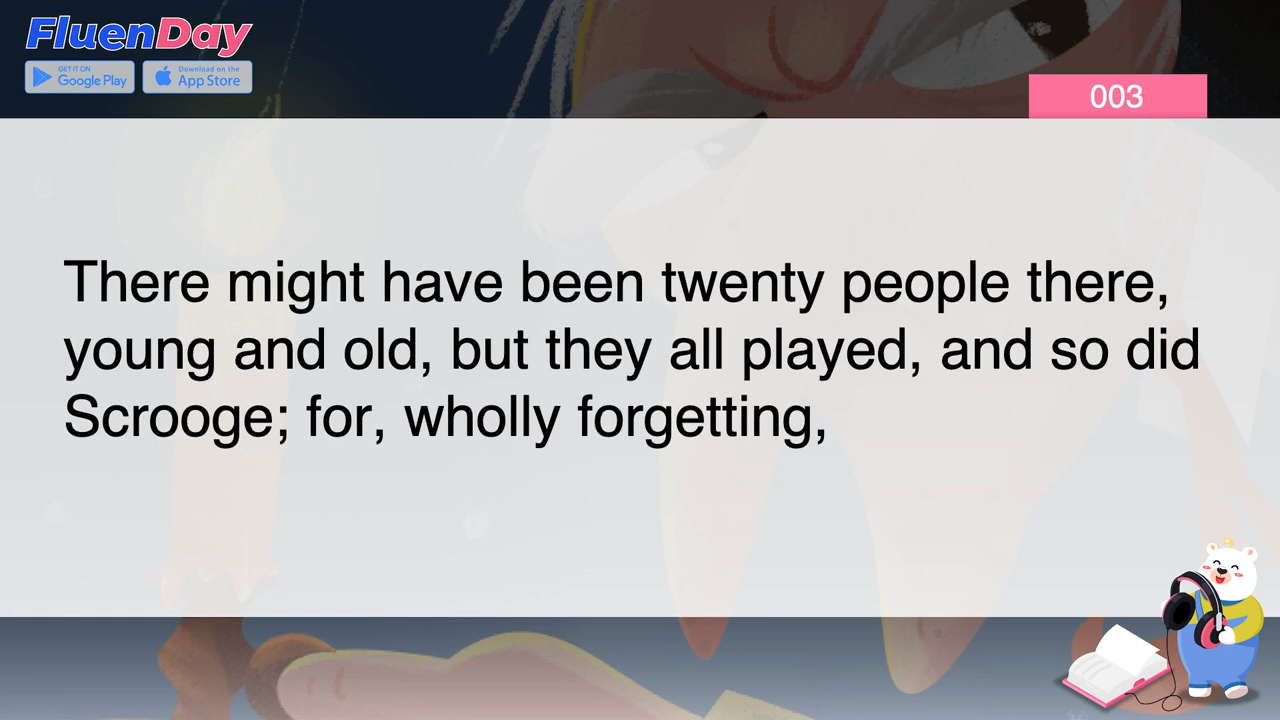 FluenDay
GET IT ON
Google Play
Download on the
App Store
003
There might have been twenty people there,
young and old, but they all played, and so did
Scrooge; for, wholly forgetting,